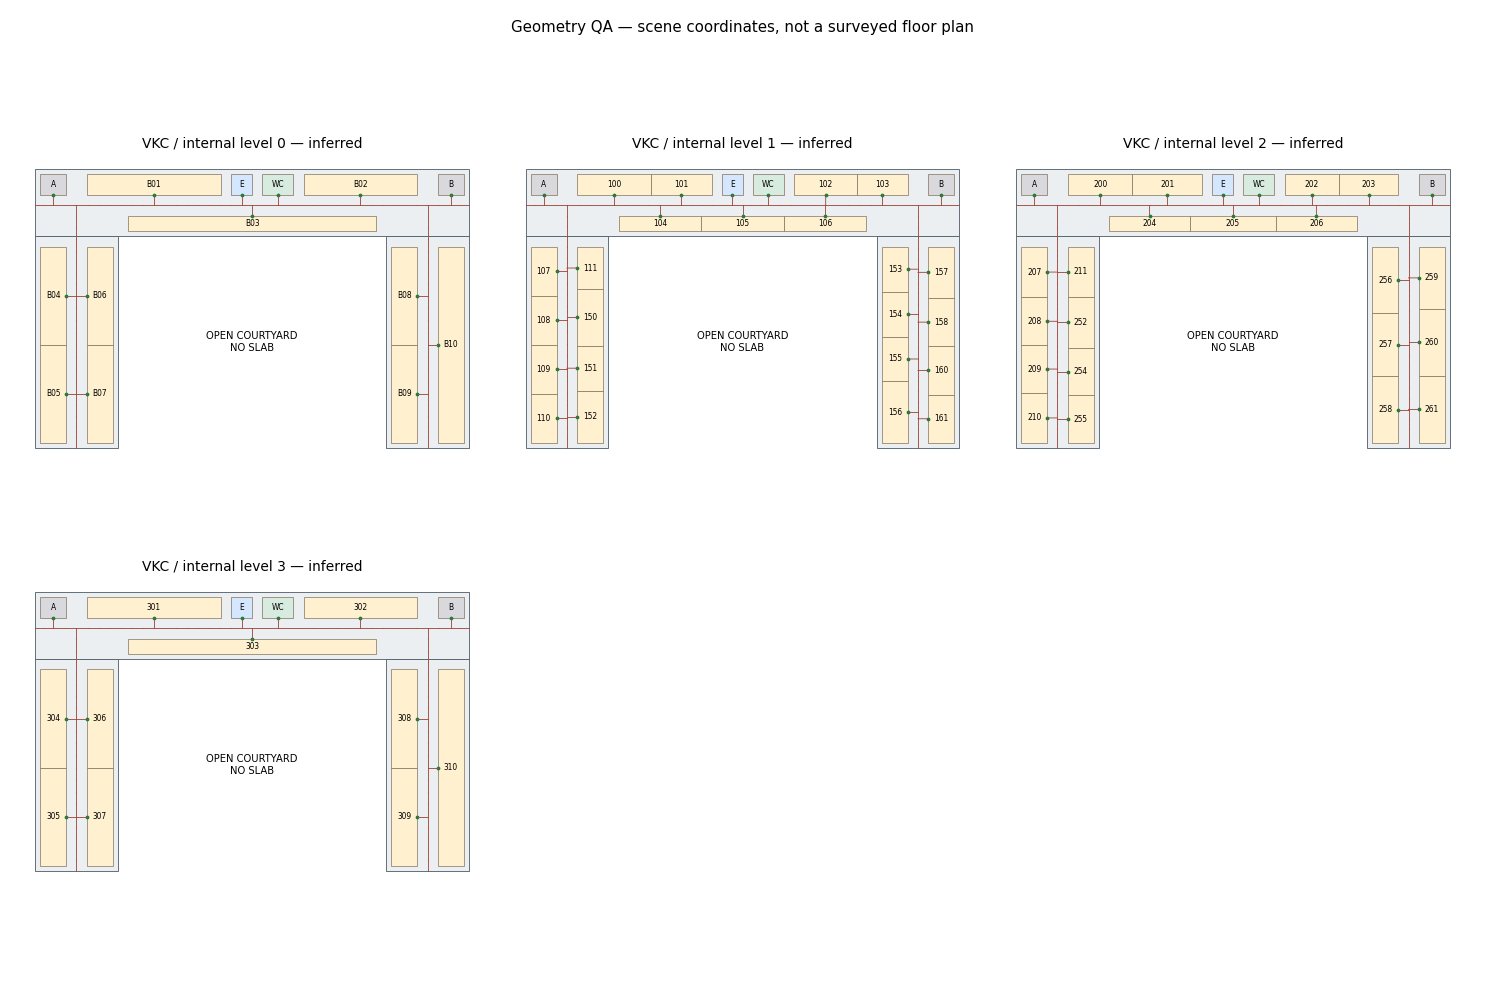 Geometry QA — scene coordinates, not a surveyed floor plan
VKC / internal level 0 — inferred
A
B01
E
WC
B02
B
B03
B04
B06
B08
B10
B05
B07
B09
OPEN COURTYARD
NO SLAB
VKC / internal level 1 — inferred
A
100
101
E
WC
102
103
B
104
105
106
107
111
153
157
108
150
154
158
109
151
155
160
110
152
156
161
OPEN COURTYARD
NO SLAB
VKC / internal level 2 — inferred
A
200
201
E
WC
202
203
B
204
205
206
207
211
256
259
208
252
257
260
209
254
258
261
210
255
OPEN COURTYARD
NO SLAB
VKC / internal level 3 — inferred
A
301
E
WC
302
B
303
304
306
308
310
305
307
309
OPEN COURTYARD
NO SLAB